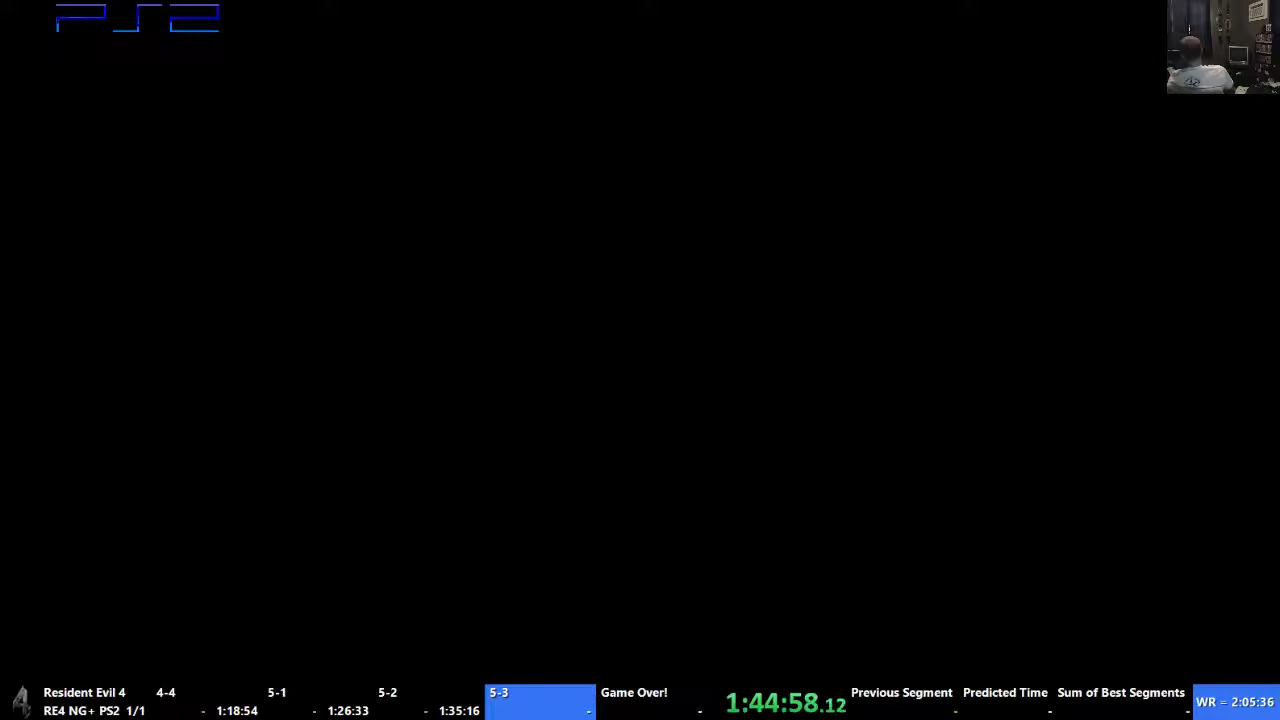 PS2
Resident Evil 4 4-4 5-1 5-2 5-3 Game Over! Previous Segment Predicted Time Sum of Best Segments
RE4 NG+ PS2 1/1 - 1:18:54 - 1:26:33 - 1:35:16 - - 1:44:58.12 - - - WR = 2:05:36